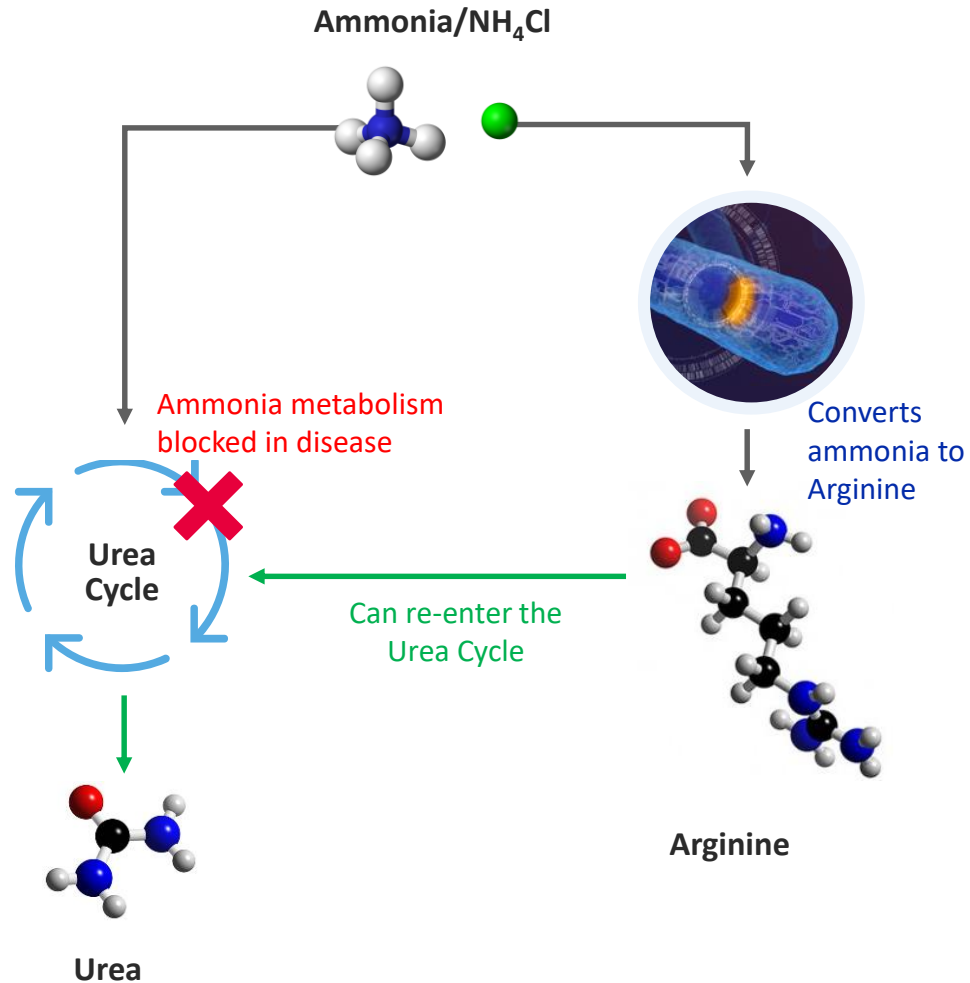 Ammonia/NH₄Cl
Ammonia metabolism
blocked in disease
Converts
ammonia to
Arginine
Urea
Cycle
Can re-enter the
Urea Cycle
Arginine
Urea